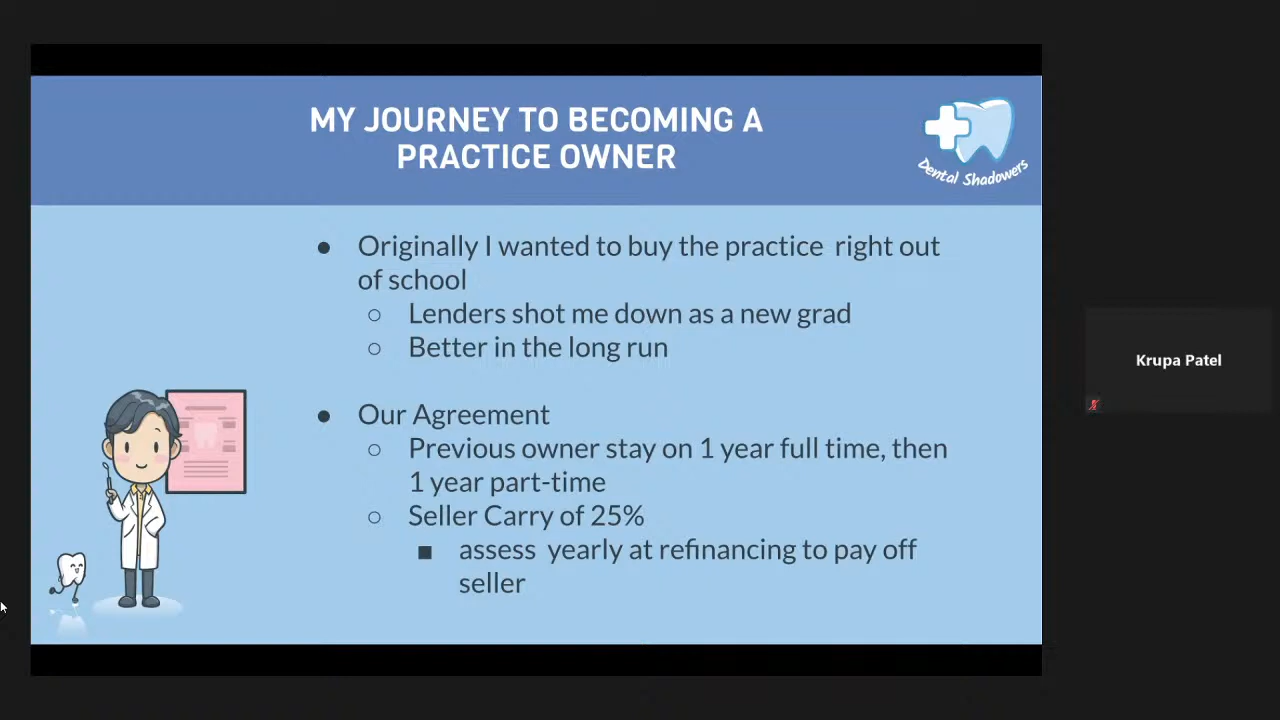 MY JOURNEY TO BECOMING A
PRACTICE OWNER
Dental Shadowers
● Originally I wanted to buy the practice right out
of school
○ Lenders shot me down as a new grad
○ Better in the long run
● Our Agreement
○ Previous owner stay on 1 year full time, then
1 year part-time
○ Seller Carry of 25%
■ assess yearly at refinancing to pay off
seller
Krupa Patel